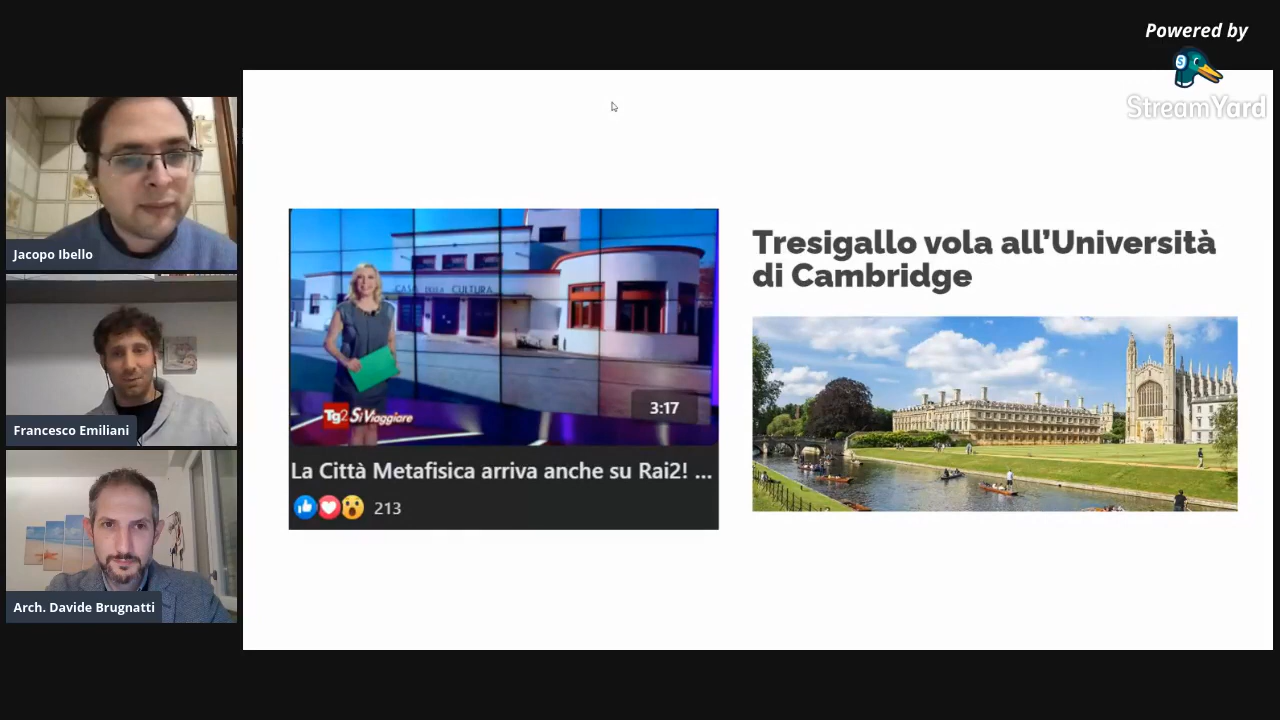 Powered by
StreamYard
Jacopo Ibello
Francesco Emiliani
Arch. Davide Brugnatti
CASA DELLA CULTURA
Tg2 Sì Viaggiare
3:17
La Città Metafisica arriva anche su Rai2! ...
213
Tresigallo vola all’Università
di Cambridge